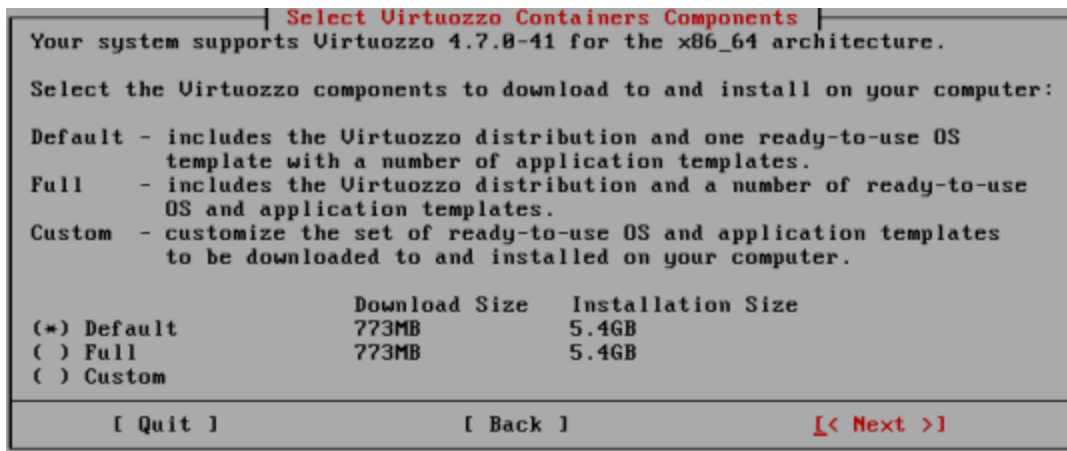 Select Virtuozzo Containers Components
Your system supports Virtuozzo 4.7.0-41 for the x86_64 architecture.
Select the Virtuozzo components to download to and install on your computer:
Default - includes the Virtuozzo distribution and one ready-to-use OS
template with a number of application templates.
Full - includes the Virtuozzo distribution and a number of ready-to-use
OS and application templates.
Custom - customize the set of ready-to-use OS and application templates
to be downloaded to and installed on your computer.
Download Size Installation Size
(*) Default 773MB 5.4GB
( ) Full 773MB 5.4GB
( ) Custom
[ Quit ] [ Back ] [< Next >]